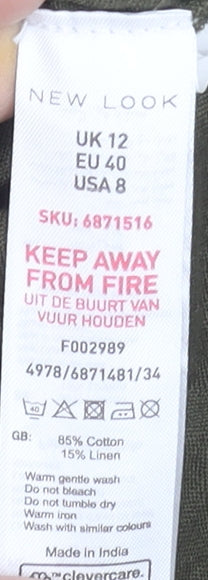 NEW LOOK
UK 12
EU 40
USA 8
SKU: 6871516
KEEP AWAY
FROM FIRE
UIT DE BUURT VAN
VUUR HOUDEN
F002989
4978/6871481/34
40
GB: 85% Cotton
15% Linen
Warm gentle wash
Do not bleach
Do not tumble dry
Warm iron
Wash with similar colours
Made in India
clevercare.